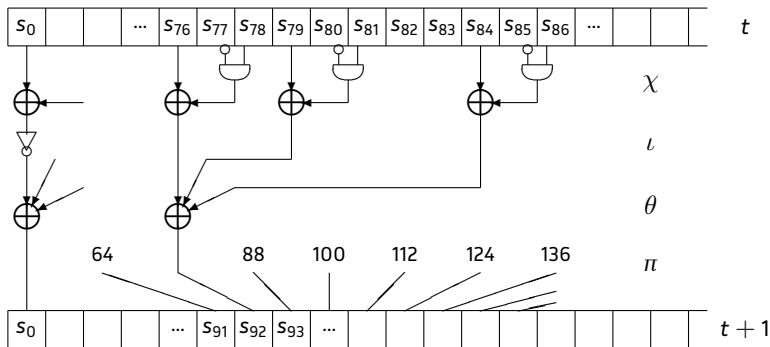 s0 ... s76 s77 s78 s79 s80 s81 s82 s83 s84 s85 s86 ... t
χ
ι
θ
64 88 100 112 124 136 π
s0 ... s91 s92 s93 ... t + 1